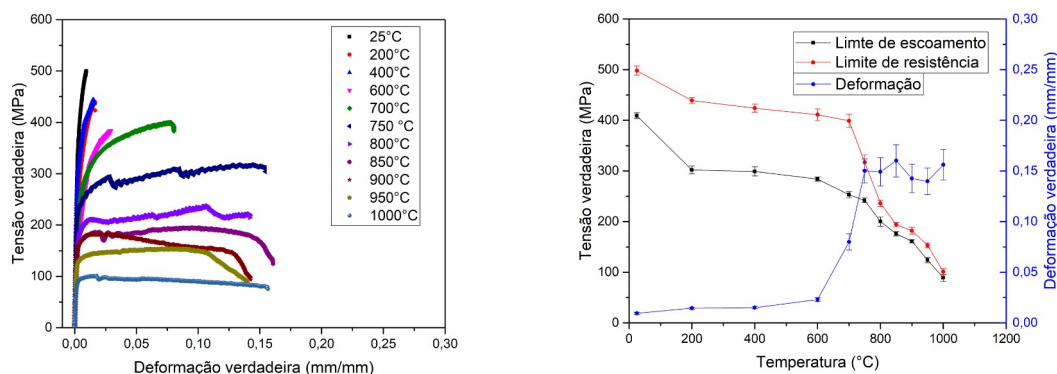 600
500
400
300
200
100
0
Tensão verdadeira (MPa)
0,00 0,05 0,10 0,15 0,20 0,25 0,30
Deformação verdadeira (mm/mm)
25°C
200°C
400°C
600°C
700°C
750 °C
800°C
850°C
900°C
950°C
1000°C
600
500
400
300
200
100
0
Tensão verdadeira (MPa)
0 200 400 600 800 1000 1200
Temperatura (°C)
Limte de escoamento
Limite de resistência
Deformação
0,30
0,25
0,20
0,15
0,10
0,05
0,00
Deformação verdadeira (mm/mm)